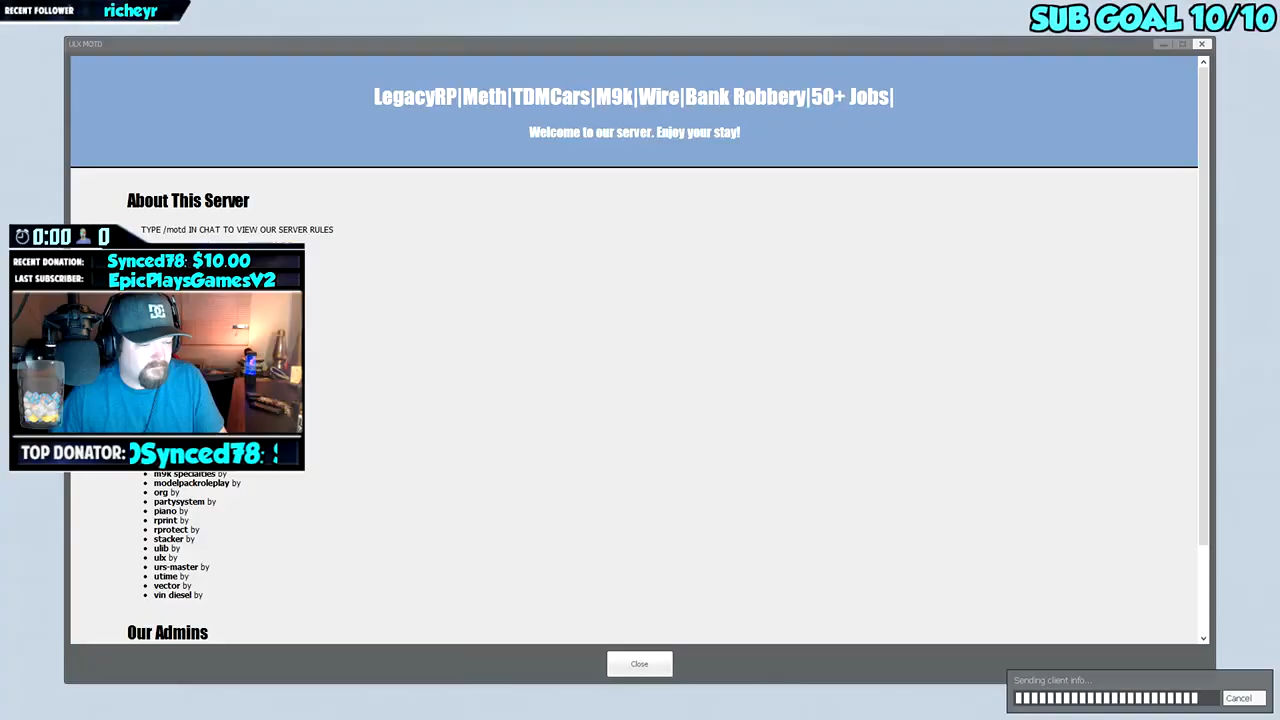 RECENT FOLLOWER richeyr
SUB GOAL 10/10
ULX MOTD
LegacyRP|Meth|TDMCars|M9k|Wire|Bank Robbery|50+ Jobs|
Welcome to our server. Enjoy your stay!
About This Server
TYPE /motd IN CHAT TO VIEW OUR SERVER RULES
0:00 0
RECENT DONATION: Synced78: $10.00
LAST SUBSCRIBER: EpicPlaysGamesV2
DC
TOP DONATOR: Synced78:
m9k specialties by
modelpackroleplay by
org by
partysystem by
piano by
rprint by
rprotect by
stacker by
ulib by
ulx by
urs-master by
utime by
vector by
vin diesel by
Our Admins
Close
Sending client info...
Cancel